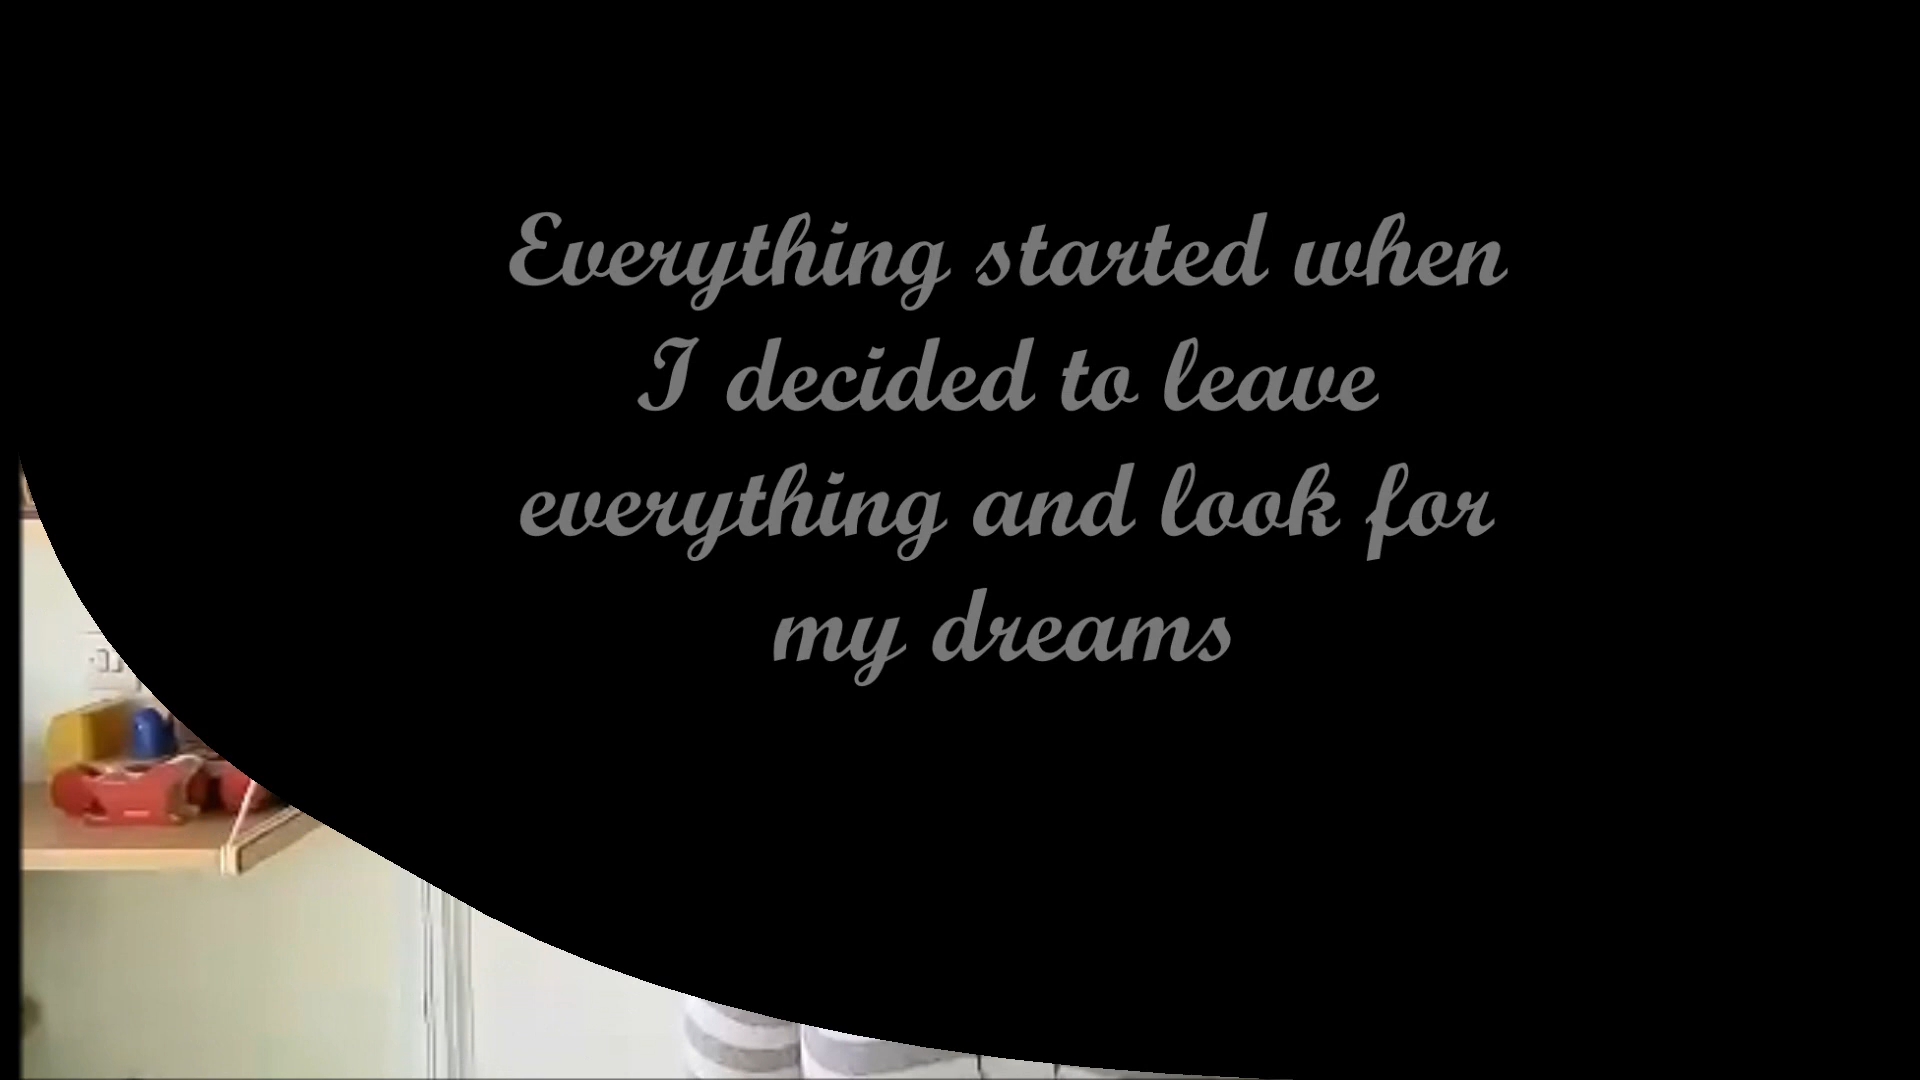 Everything started when
I decided to leave
everything and look for
my dreams